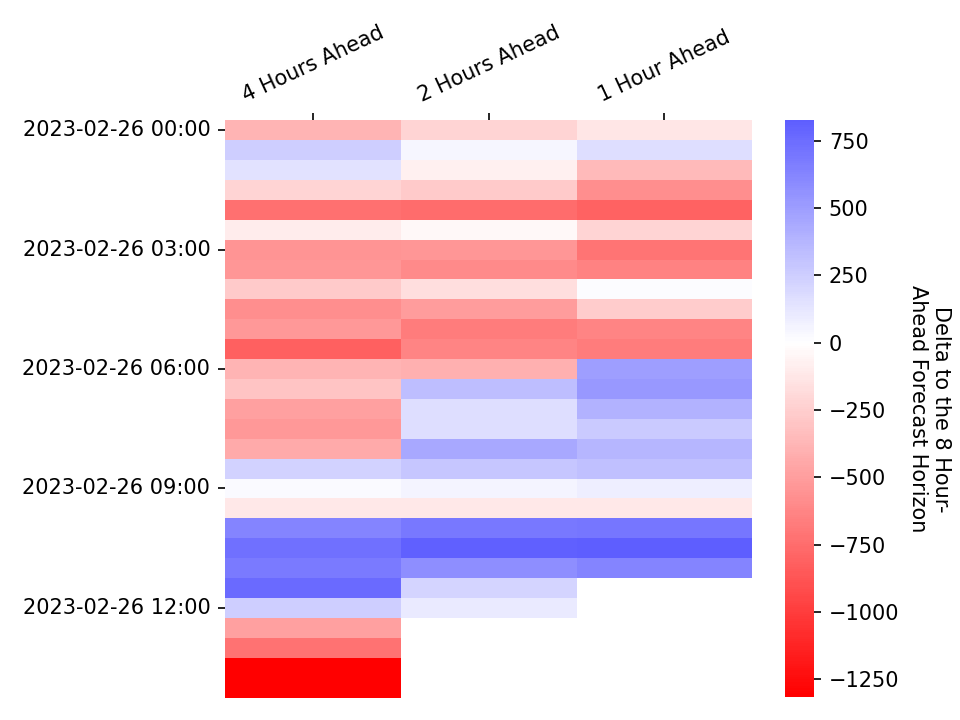 4 Hours Ahead
2 Hours Ahead
1 Hour Ahead
2023-02-26 00:00
2023-02-26 03:00
2023-02-26 06:00
2023-02-26 09:00
2023-02-26 12:00
750
500
250
0
−250
−500
−750
−1000
−1250
Delta to the 8 Hour-
Ahead Forecast Horizon